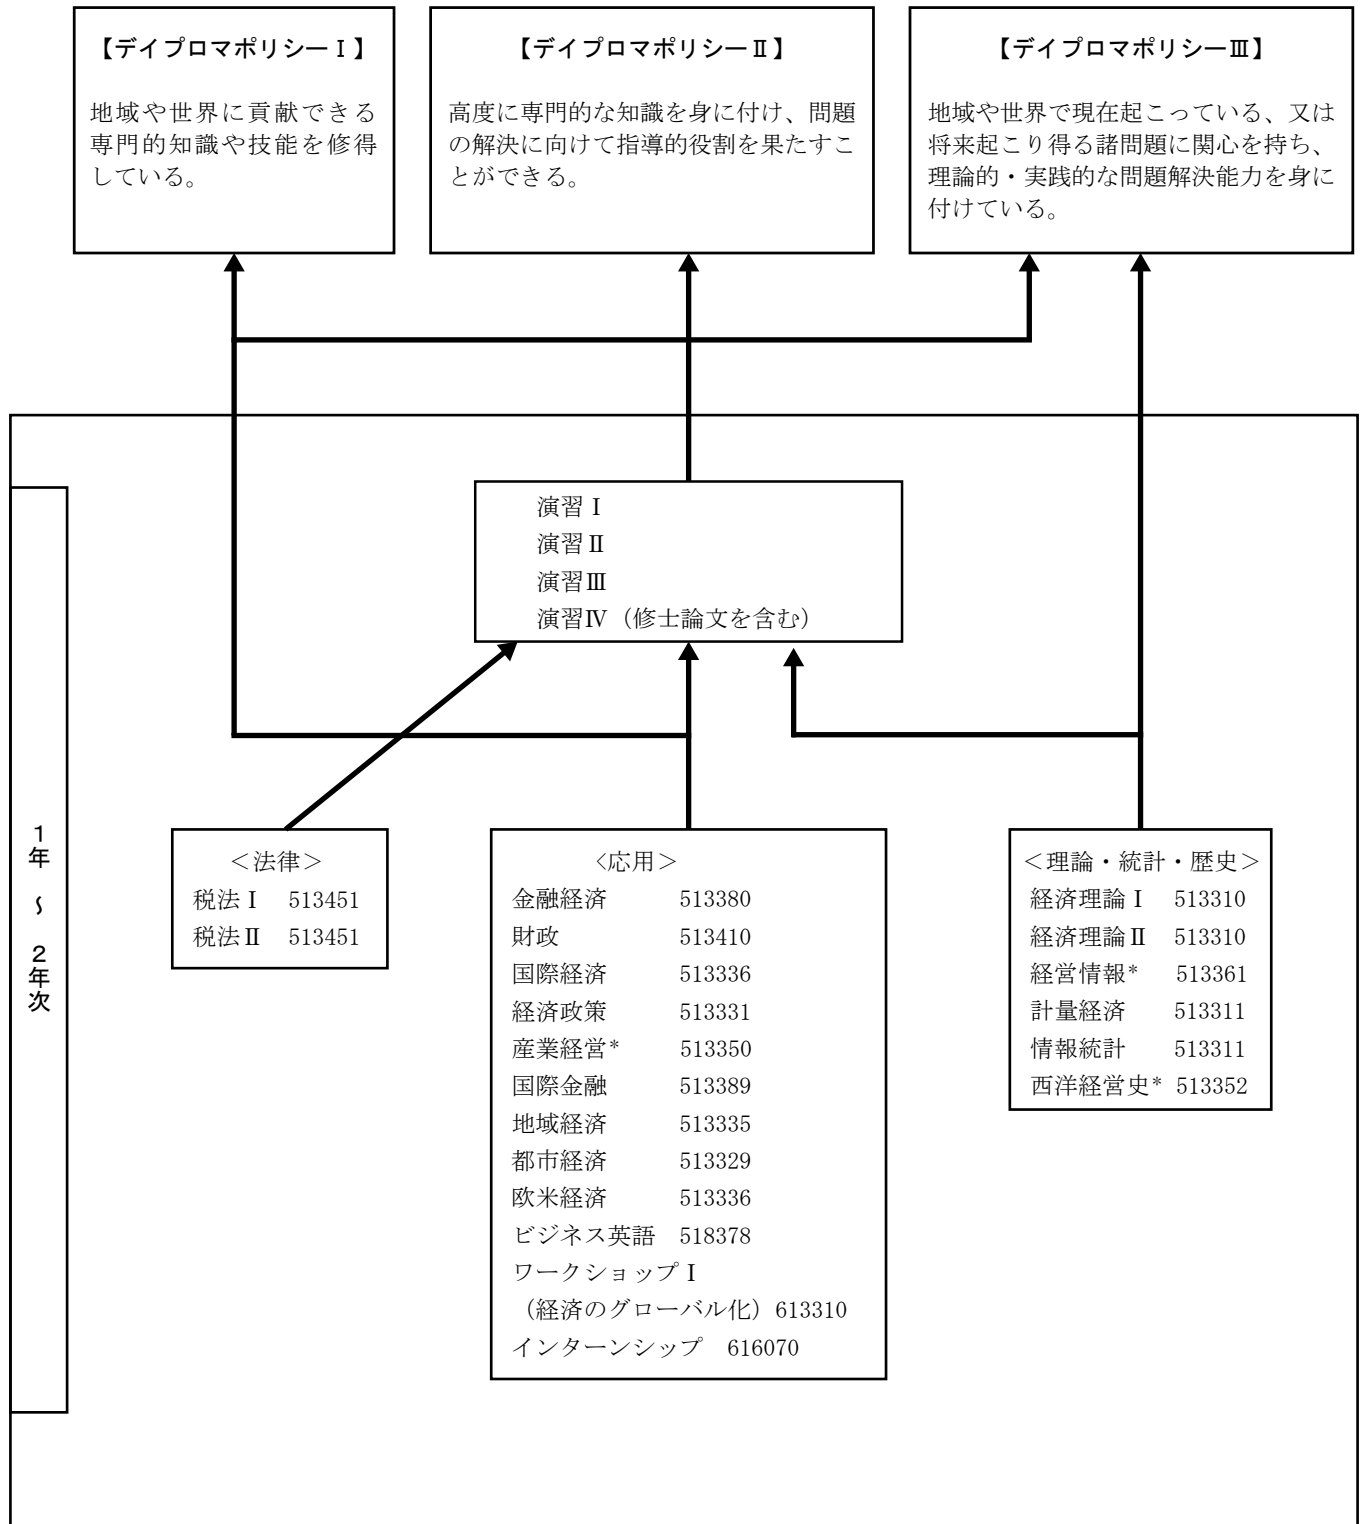 【デイプロマポリシーⅠ】
地域や世界に貢献できる
専門的知識や技能を修得
している。
【デイプロマポリシーⅡ】
高度に専門的な知識を身に付け、問題
の解決に向けて指導的役割を果たすこ
とができる。
【デイプロマポリシーⅢ】
地域や世界で現在起こっている、又は
将来起こり得る諸問題に関心を持ち、
理論的・実践的な問題解決能力を身に
付けている。
演習Ⅰ
演習Ⅱ
演習Ⅲ
演習Ⅳ（修士論文を含む）
1年～2年次
＜法律＞
税法Ⅰ 513451
税法Ⅱ 513451
〈応用＞
金融経済 513380
財政 513410
国際経済 513336
経済政策 513331
産業経営* 513350
国際金融 513389
地域経済 513335
都市経済 513329
欧米経済 513336
ビジネス英語 518378
ワークショップⅠ
（経済のグローバル化）613310
インターンシップ 616070
＜理論・統計・歴史＞
経済理論Ⅰ 513310
経済理論Ⅱ 513310
経営情報* 513361
計量経済 513311
情報統計 513311
西洋経営史* 513352